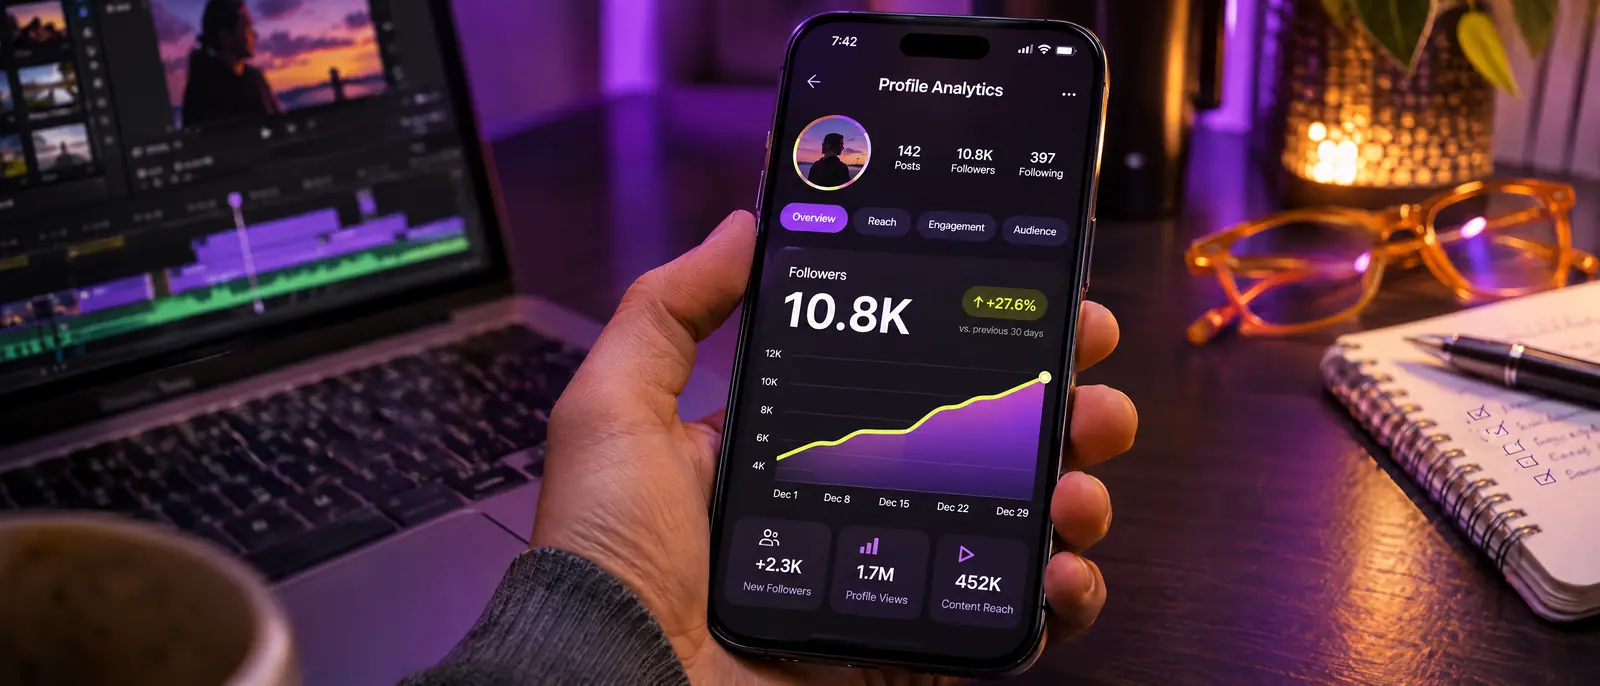 7:42
Profile Analytics
142
Posts
10.8K
Followers
397
Following
Overview
Reach
Engagement
Audience
Followers
10.8K
+27.6%
vs. previous 30 days
12K
10K
8K
6K
4K
Dec 1
Dec 8
Dec 15
Dec 22
Dec 29
+2.3K
New Followers
1.7M
Profile Views
452K
Content Reach